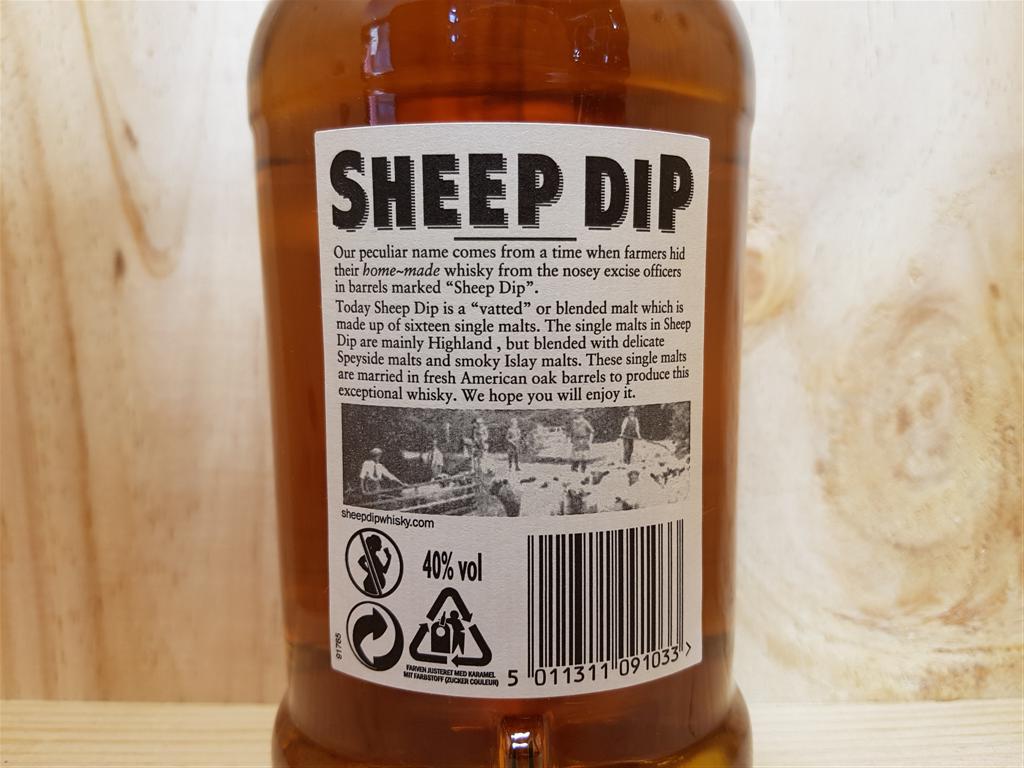 SHEEP DIP
Our peculiar name comes from a time when farmers hid
their home~made whisky from the nosey excise officers
in barrels marked “Sheep Dip”.
Today Sheep Dip is a “vatted” or blended malt which is
made up of sixteen single malts. The single malts in Sheep
Dip are mainly Highland , but blended with delicate
Speyside malts and smoky Islay malts. These single malts
are married in fresh American oak barrels to produce this
exceptional whisky. We hope you will enjoy it.
sheepdipwhisky.com
40% vol
91765
FARVEN JUSTERET MED KARAMEL
MIT FARBSTOFF (ZUCKER COULEUR)
5 011311 091033 >